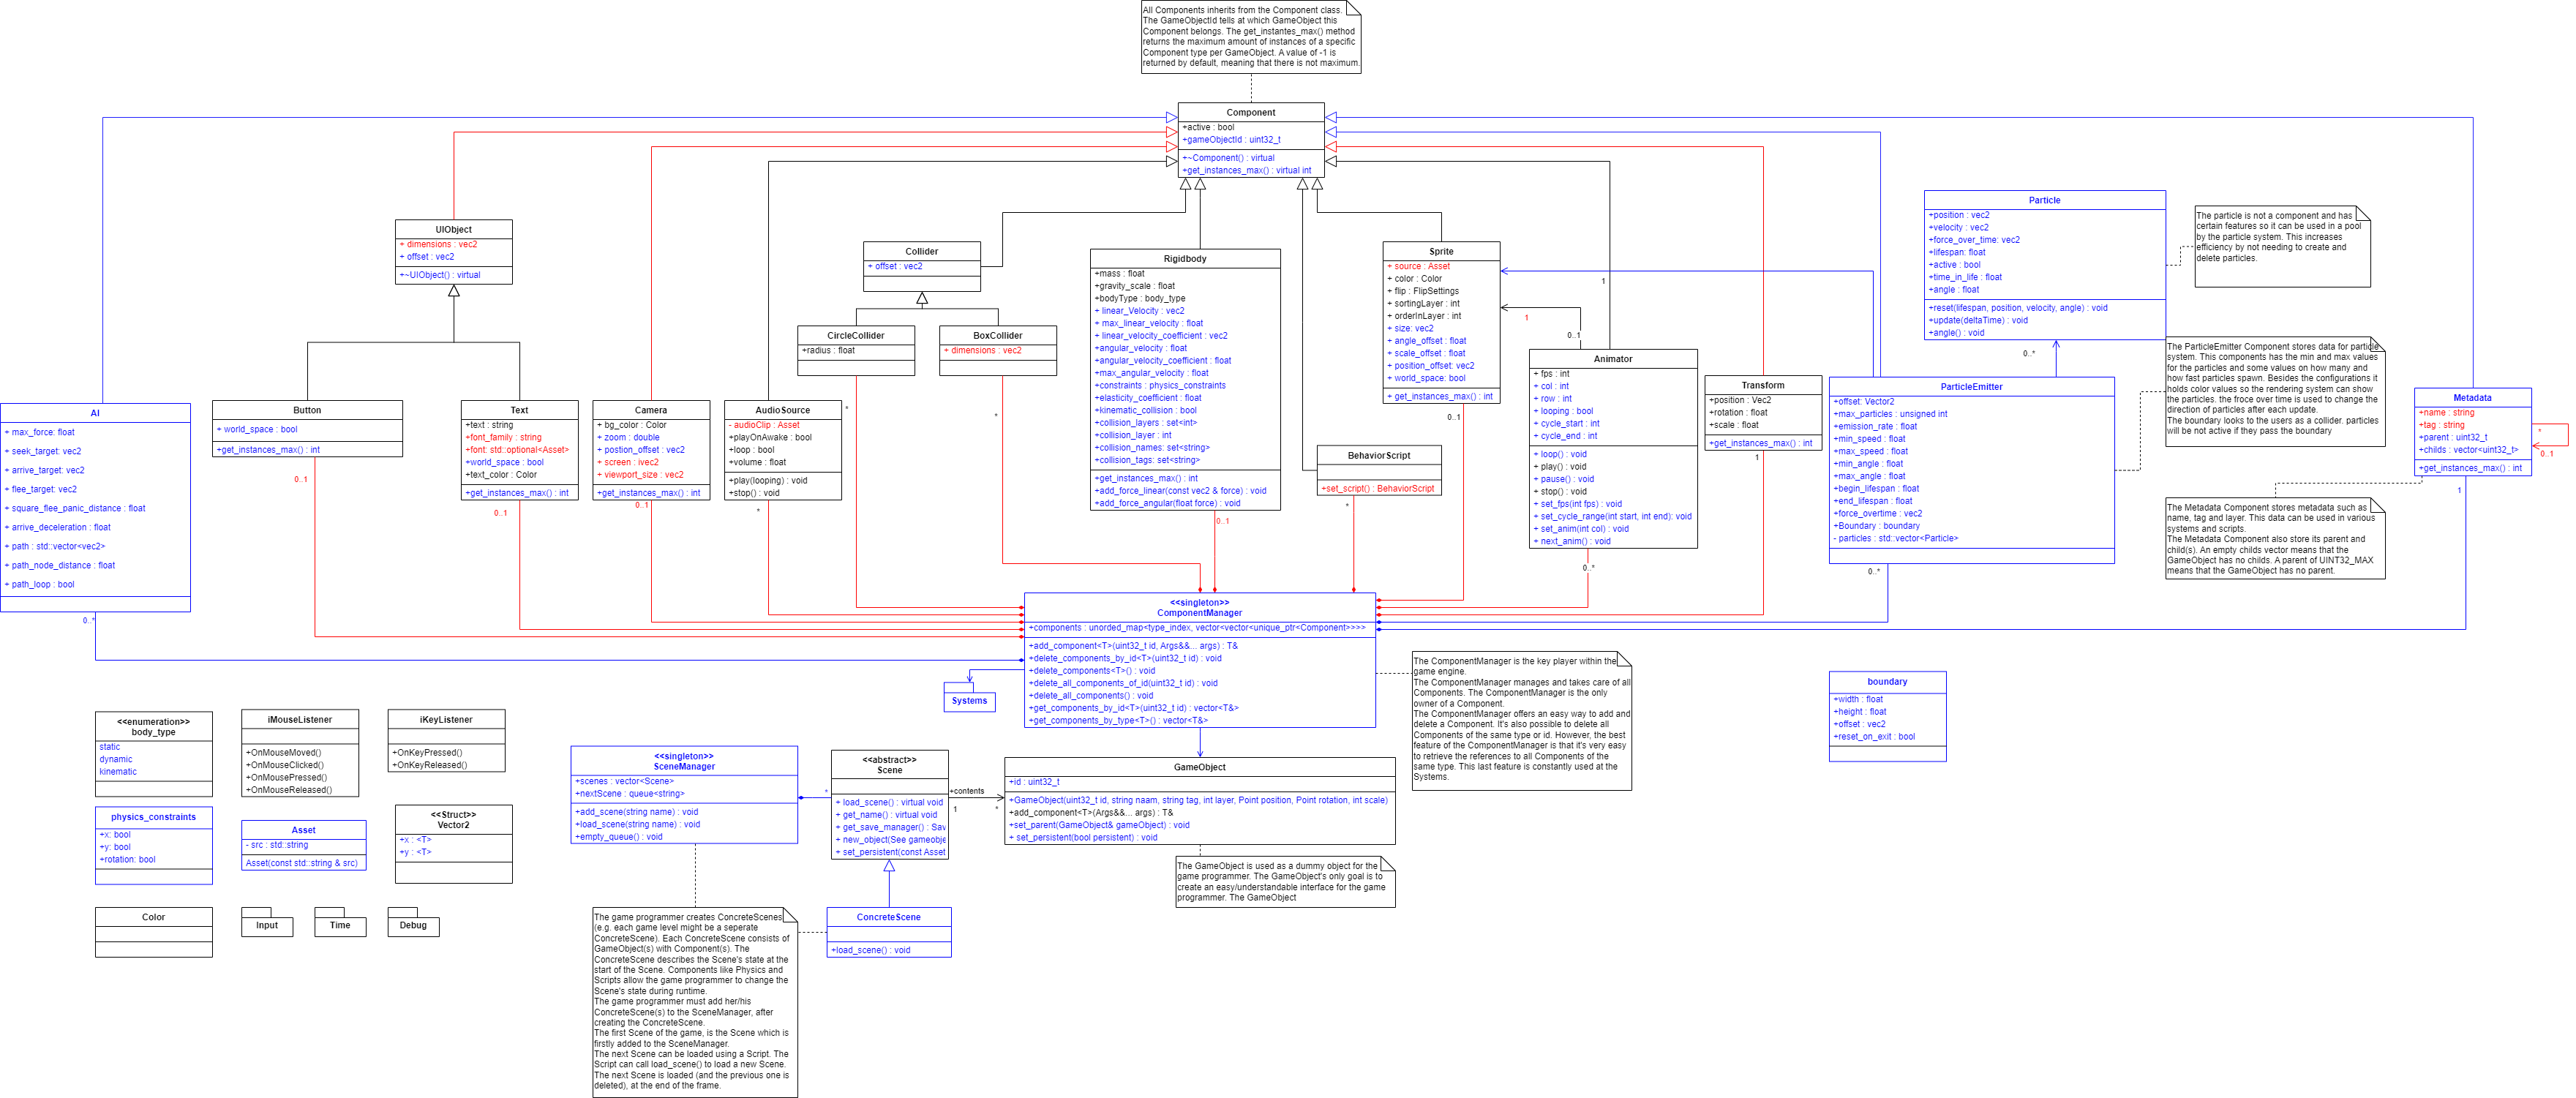 All Components inherits from the Component class.
The GameObjectId tells at which GameObject this
Component belongs. The get_instantes_max() method
returns the maximum amount of instances of a specific
Component type per GameObject. A value of -1 is
returned by default, meaning that there is not maximum.
Component
+active : bool
+gameObjectId : uint32_t
+~Component() : virtual
+get_instances_max() : virtual int
UIObject
+ dimensions : vec2
+ offset : vec2
+~UIObject() : virtual
Collider
+ offset : vec2
CircleCollider
+radius : float
*
BoxCollider
+ dimensions : vec2
*
Rigidbody
+mass : float
+gravity_scale : float
+bodyType : body_type
+ linear_Velocity : vec2
+ max_linear_velocity : float
+ linear_velocity_coefficient : vec2
+angular_velocity : float
+angular_velocity_coefficient : float
+max_angular_velocity : float
+constraints : physics_constraints
+elasticity_coefficient : float
+kinematic_collision : bool
+collision_layers : set<int>
+collision_layer : int
+collision_names: set<string>
+collision_tags: set<string>
+get_instances_max() : int
+add_force_linear(const vec2 & force) : void
+add_force_angular(float force) : void
0..1
Sprite
+ source : Asset
+ color : Color
+ flip : FlipSettings
+ sortingLayer : int
+ orderInLayer : int
+ size: vec2
+ angle_offset : float
+ scale_offset : float
+ position_offset: vec2
+ world_space: bool
+ get_instances_max() : int
0..1
1
1
0..1
BehaviorScript
+set_script() : BehaviorScript
*
Animator
+ fps : int
+ col : int
+ row : int
+ looping : bool
+ cycle_start : int
+ cycle_end : int
+ loop() : void
+ play() : void
+ pause() : void
+ stop() : void
+ set_fps(int fps) : void
+ set_cycle_range(int start, int end): void
+ set_anim(int col) : void
+ next_anim() : void
0..*
Transform
+position : Vec2
+rotation : float
+scale : float
+get_instances_max() : int
1
Particle
+position : vec2
+velocity : vec2
+force_over_time: vec2
+lifespan: float
+active : bool
+time_in_life : float
+angle : float
+reset(lifespan, position, velocity, angle) : void
+update(deltaTime) : void
+angle() : void
0..*
The particle is not a component and has
certain features so it can be used in a pool
by the particle system. This increases
efficiency by not needing to create and
delete particles.
ParticleEmitter
+offset: Vector2
+max_particles : unsigned int
+emission_rate : float
+min_speed : float
+max_speed : float
+min_angle : float
+max_angle : float
+begin_lifespan : float
+end_lifespan : float
+force_overtime : vec2
+Boundary : boundary
- particles : std::vector<Particle>
0..*
The ParticleEmitter Component stores data for particle
system. This components has the min and max values
for the particles and some values on how many and
how fast particles spawn. Besides the configurations it
holds color values so the rendering system can show
the particles. the froce over time is used to change the
direction of particles after each update.
The boundary looks to the users as a collider. particles
will be not active if they pass the boundary
Metadata
+name : string
+tag : string
+parent : uint32_t
+childs : vector<uint32_t>
+get_instances_max() : int
*
0..1
1
The Metadata Component stores metadata such as
name, tag and layer. This data can be used in various
systems and scripts.
The Metadata Component also store its parent and
child(s). An empty childs vector means that the
GameObject has no childs. A parent of UINT32_MAX
means that the GameObject has no parent.
AI
+ max_force: float
+ seek_target: vec2
+ arrive_target: vec2
+ flee_target: vec2
+ square_flee_panic_distance : float
+ arrive_deceleration : float
+ path : std::vector<vec2>
+ path_node_distance : float
+ path_loop : bool
0..*
Button
+ world_space : bool
+get_instances_max() : int
0..1
Text
+text : string
+font_family : string
+font: std::optional<Asset>
+world_space : bool
+text_color : Color
+get_instances_max() : int
0..1
Camera
+ bg_color : Color
+ zoom : double
+ postion_offset : vec2
+ screen : ivec2
+ viewport_size : vec2
+get_instances_max() : int
0..1
AudioSource
- audioClip : Asset
+playOnAwake : bool
+loop : bool
+volume : float
+play(looping) : void
+stop() : void
*
<<singleton>>
ComponentManager
+components : unorded_map<type_index, vector<vector<unique_ptr<Component>>>>
+add_component<T>(uint32_t id, Args&&... args) : T&
+delete_components_by_id<T>(uint32_t id) : void
+delete_components<T>() : void
+delete_all_components_of_id(uint32_t id) : void
+delete_all_components() : void
+get_components_by_id<T>(uint32_t id) : vector<T&>
+get_components_by_type<T>() : vector<T&>
Systems
The ComponentManager is the key player within the
game engine.
The ComponentManager manages and takes care of all
Components. The ComponentManager is the only
owner of a Component.
The ComponentManager offers an easy way to add and
delete a Component. It's also possible to delete all
Components of the same type or id. However, the best
feature of the ComponentManager is that it's very easy
to retrieve the references to all Components of the
same type. This last feature is constantly used at the
Systems.
boundary
+width : float
+height : float
+offset : vec2
+reset_on_exit : bool
<<enumeration>>
body_type
static
dynamic
kinematic
iMouseListener
+OnMouseMoved()
+OnMouseClicked()
+OnMousePressed()
+OnMouseReleased()
iKeyListener
+OnKeyPressed()
+OnKeyReleased()
physics_constraints
+x: bool
+y: bool
+rotation: bool
Asset
- src : std::string
Asset(const std::string & src)
<<Struct>>
Vector2
+x : <T>
+y : <T>
Color
Input
Time
Debug
<<singleton>>
SceneManager
+scenes : vector<Scene>
+nextScene : queue<string>
+add_scene(string name) : void
+load_scene(string name) : void
+empty_queue() : void
*
<<abstract>>
Scene
+ load_scene() : virtual void
+ get_name() : virtual void
+ get_save_manager() : Sav
+ new_object(See gameobje
+ set_persistent(const Asset
+contents
1
*
GameObject
+id : uint32_t
+GameObject(uint32_t id, string naam, string tag, int layer, Point position, Point rotation, int scale)
+add_component<T>(Args&&... args) : T&
+set_parent(GameObject& gameObject) : void
+ set_persistent(bool persistent) : void
The GameObject is used as a dummy object for the
game programmer. The GameObject's only goal is to
create an easy/understandable interface for the game
programmer. The GameObject
ConcreteScene
+load_scene() : void
The game programmer creates ConcreteScenes
(e.g. each game level might be a seperate
ConcreteScene). Each ConcreteScene consists of
GameObject(s) with Component(s). The
ConcreteScene describes the Scene's state at the
start of the Scene. Components like Physics and
Scripts allow the game programmer to change the
Scene's state during runtime.
The game programmer must add her/his
ConcreteScene(s) to the SceneManager, after
creating the ConcreteScene.
The first Scene of the game, is the Scene which is
firstly added to the SceneManager.
The next Scene can be loaded using a Script. The
Script can call load_scene() to load a new Scene.
The next Scene is loaded (and the previous one is
deleted), at the end of the frame.